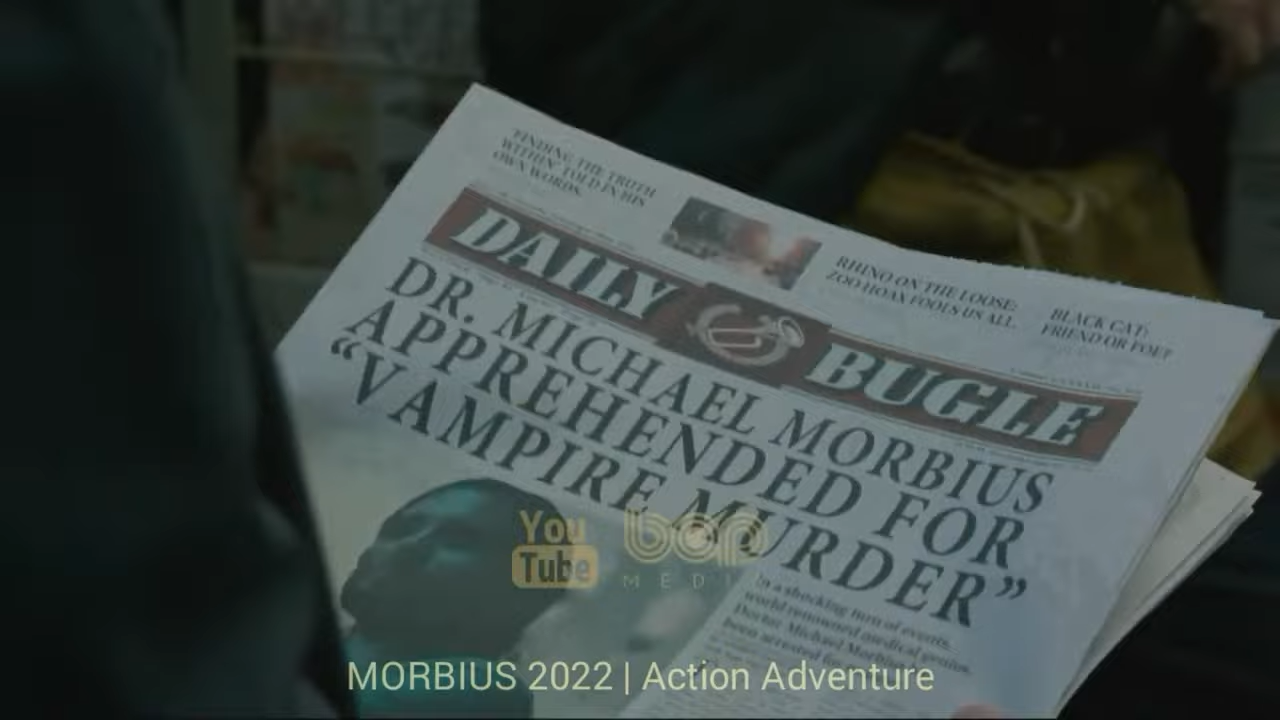 FINDING THE TRUTH
WITHIN' TOLD IN HIS
OWN WORDS.
RHINO ON THE LOOSE:
ZOO HOAX FOOLS US ALL.
BLACK CAT:
FRIEND OR FOE?
DAILY BUGLE
DR. MICHAEL MORBIUS
APPREHENDED FOR
“VAMPIRE MURDER”
In a shocking turn of events,
world renowned medical genius,
Doctor Michael Morbius
been arrested
You
Tube
bop
MEDIA
MORBIUS 2022 | Action Adventure